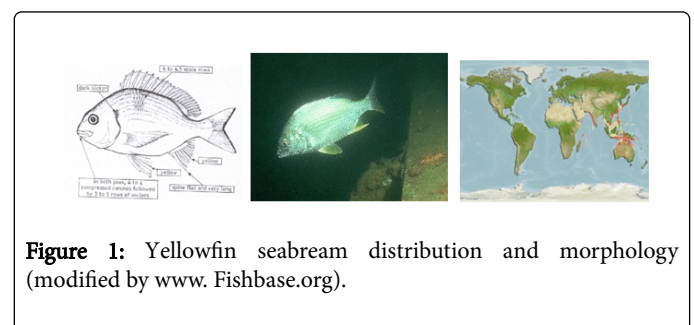 4 to 4.5 scale rows
dark blotch
yellow
yellow
spine flat and very long
In both jaws, 4 to 6
compressed canines followed
by 3 to 5 rows of molars
Figure 1: Yellowfin seabream distribution and morphology
(modified by www. Fishbase.org).